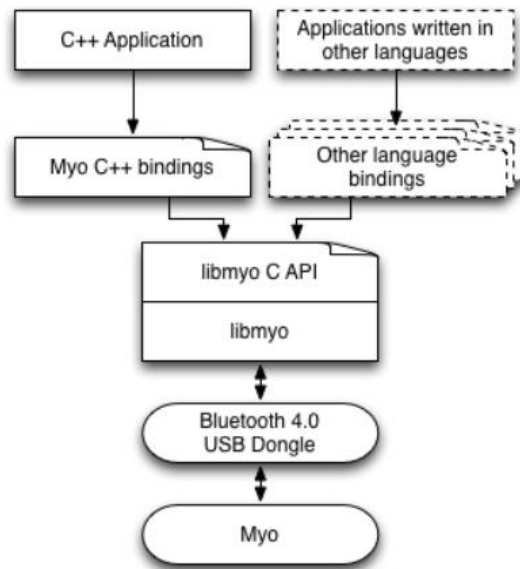 C++ Application
Applications written in
other languages
Myo C++ bindings
Other language
bindings
libmyo C API
libmyo
Bluetooth 4.0
USB Dongle
Myo